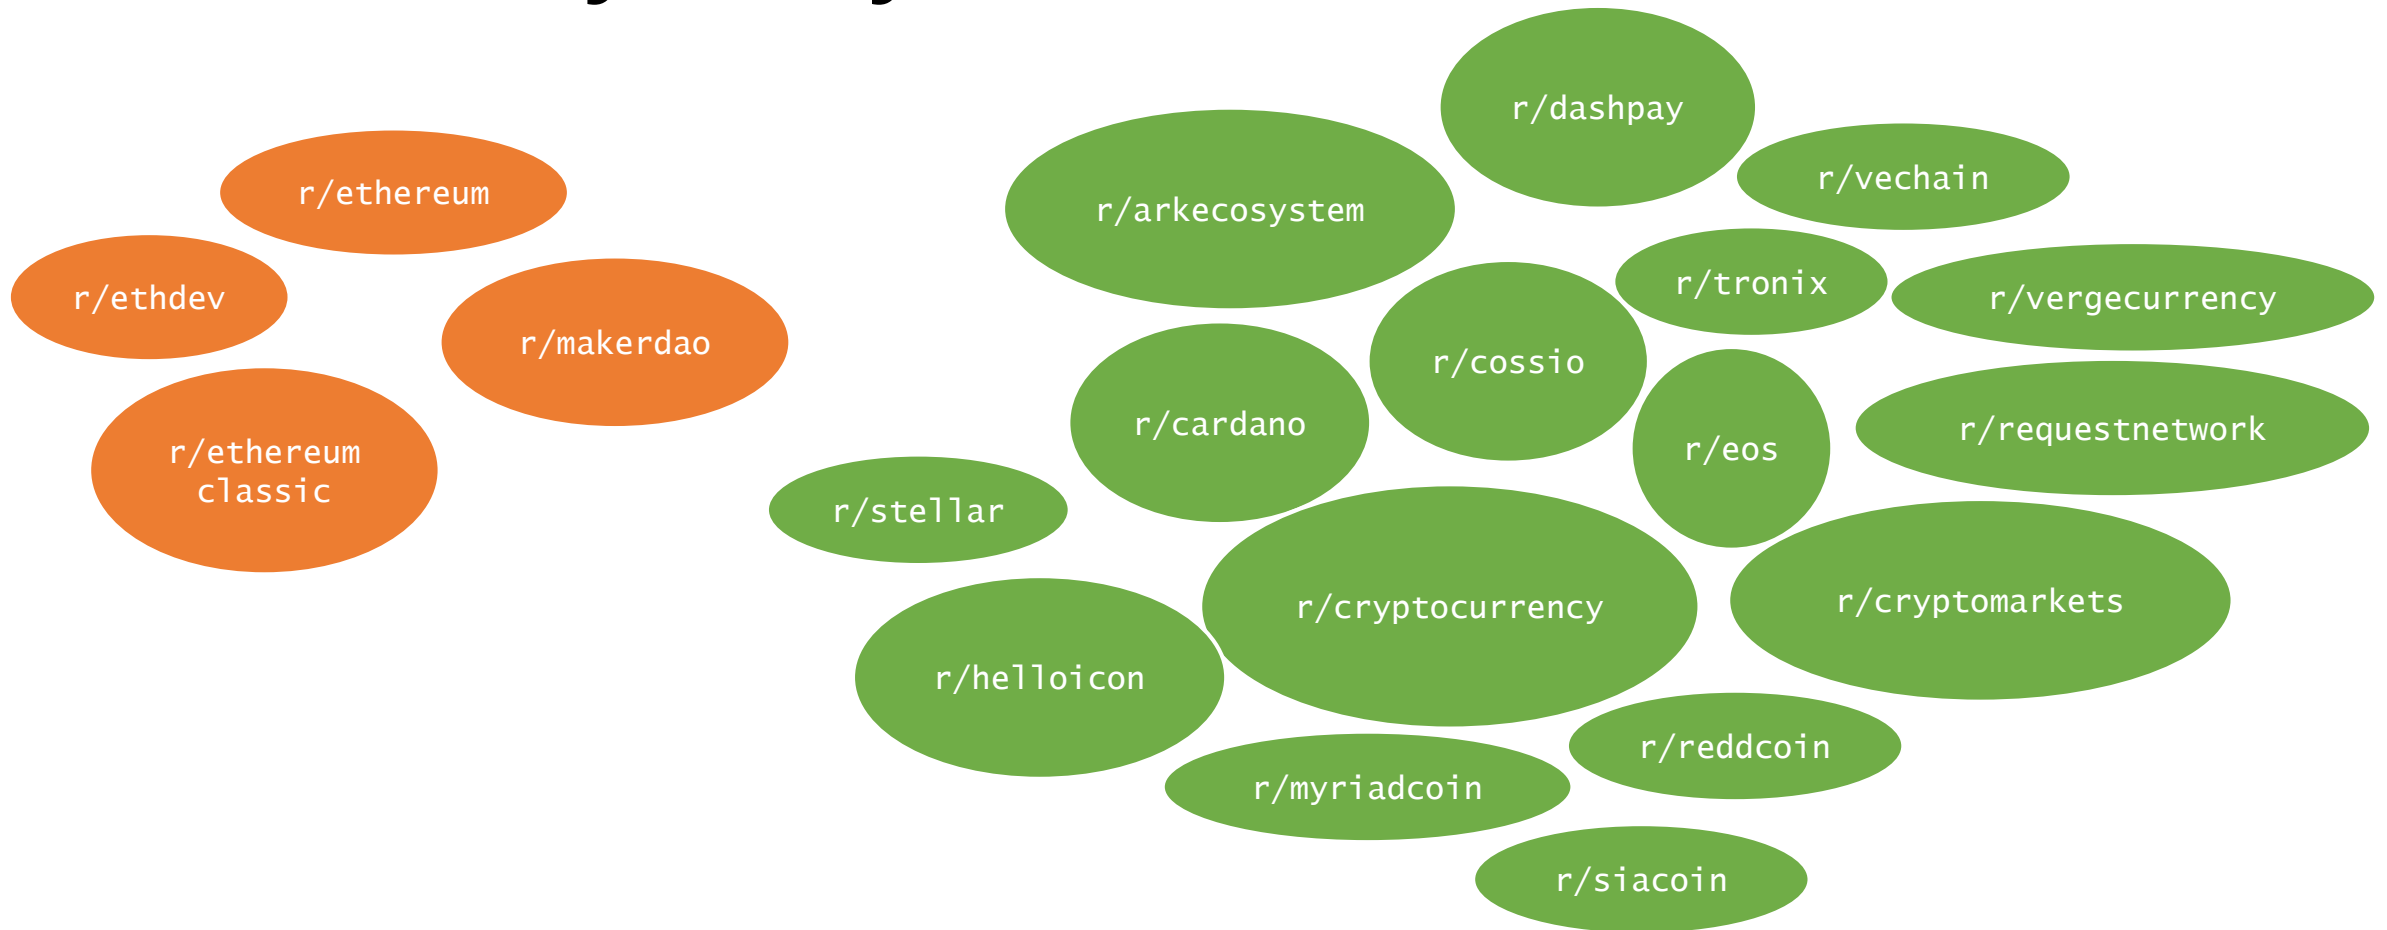 r/dashpay
r/vechain
r/ethereum
r/arkecosystem
r/tronix
r/ethdev
r/vergecurrency
r/makerdao
r/cossio
r/cardano
r/requestnetwork
r/eos
r/ethereum
classic
r/stellar
r/cryptocurrency
r/cryptomarkets
r/helloicon
r/reddcoin
r/myriadcoin
r/siacoin